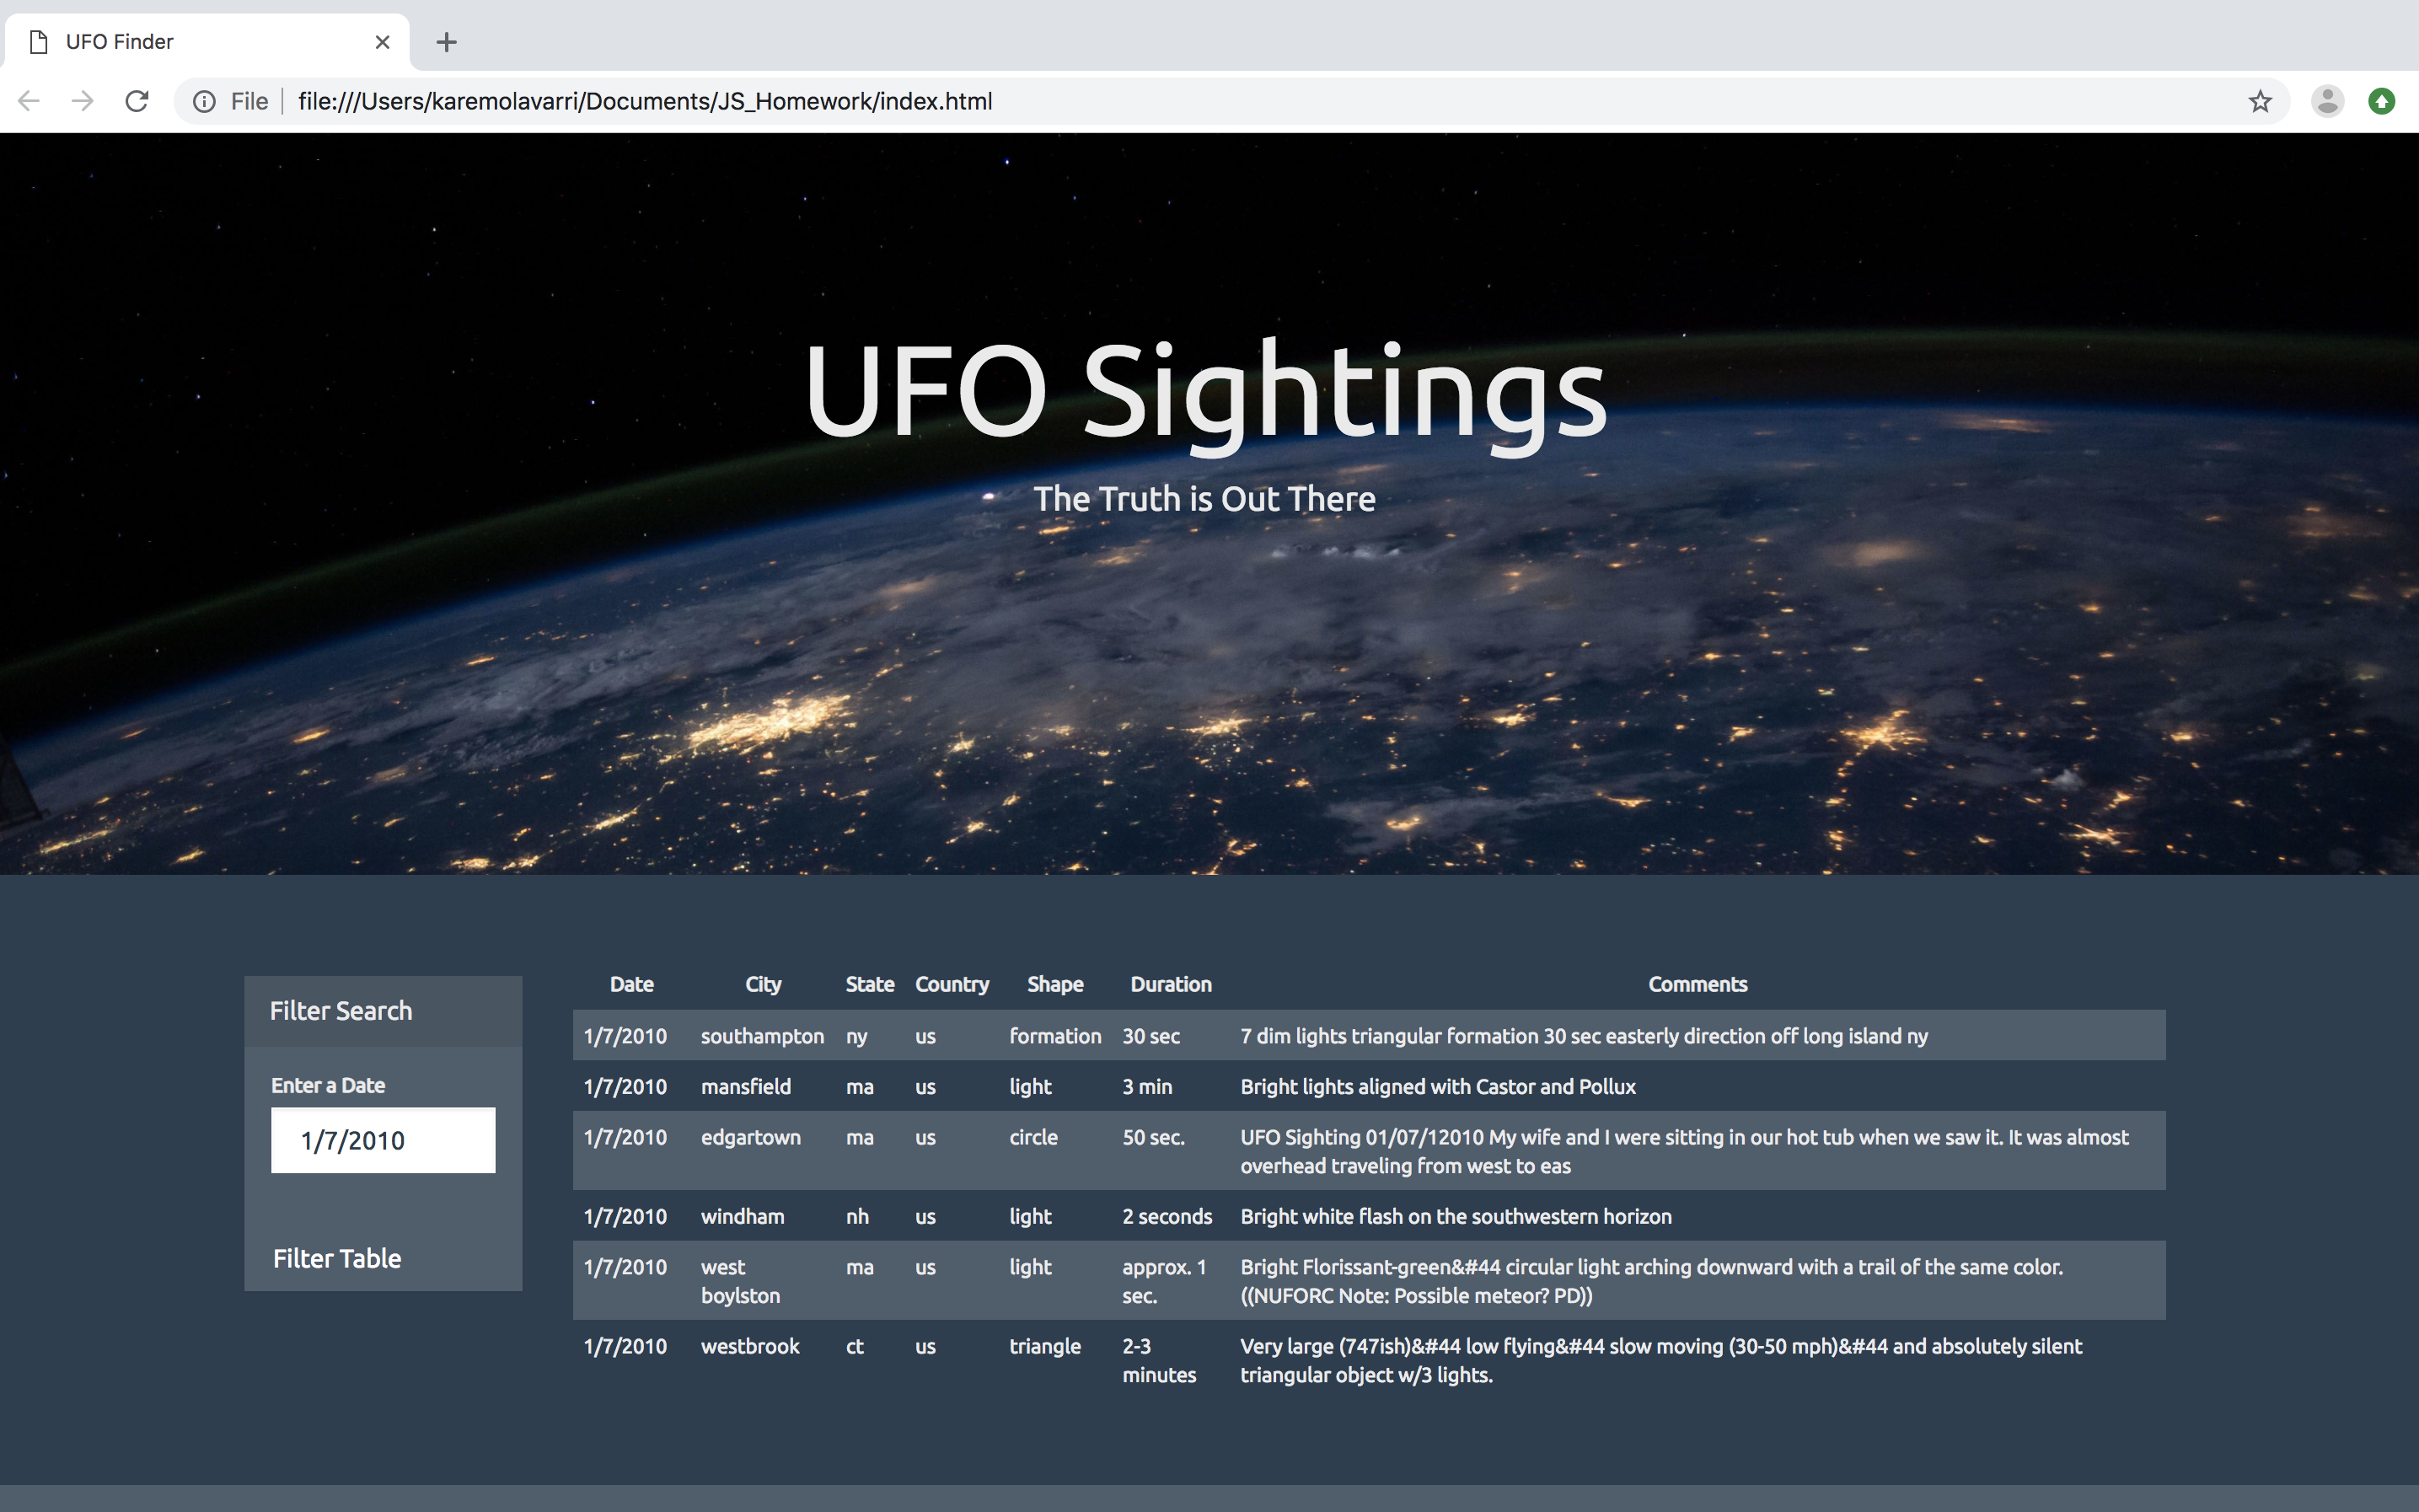 UFO Finder
File file:///Users/karemolavarri/Documents/JS_Homework/index.html
UFO Sightings
The Truth is Out There
Filter Search
Enter a Date
1/7/2010
Filter Table
Date City State Country Shape Duration Comments
1/7/2010 southampton ny us formation 30 sec 7 dim lights triangular formation 30 sec easterly direction off long island ny
1/7/2010 mansfield ma us light 3 min Bright lights aligned with Castor and Pollux
1/7/2010 edgartown ma us circle 50 sec. UFO Sighting 01/07/12010 My wife and I were sitting in our hot tub when we saw it. It was almost
overhead traveling from west to eas
1/7/2010 windham nh us light 2 seconds Bright white flash on the southwestern horizon
1/7/2010 west ma us light approx. 1 Bright Florissant-green&#44 circular light arching downward with a trail of the same color.
boylston sec. ((NUFORC Note: Possible meteor? PD))
1/7/2010 westbrook ct us triangle 2-3 Very large (747ish)&#44 low flying&#44 slow moving (30-50 mph)&#44 and absolutely silent
minutes triangular object w/3 lights.